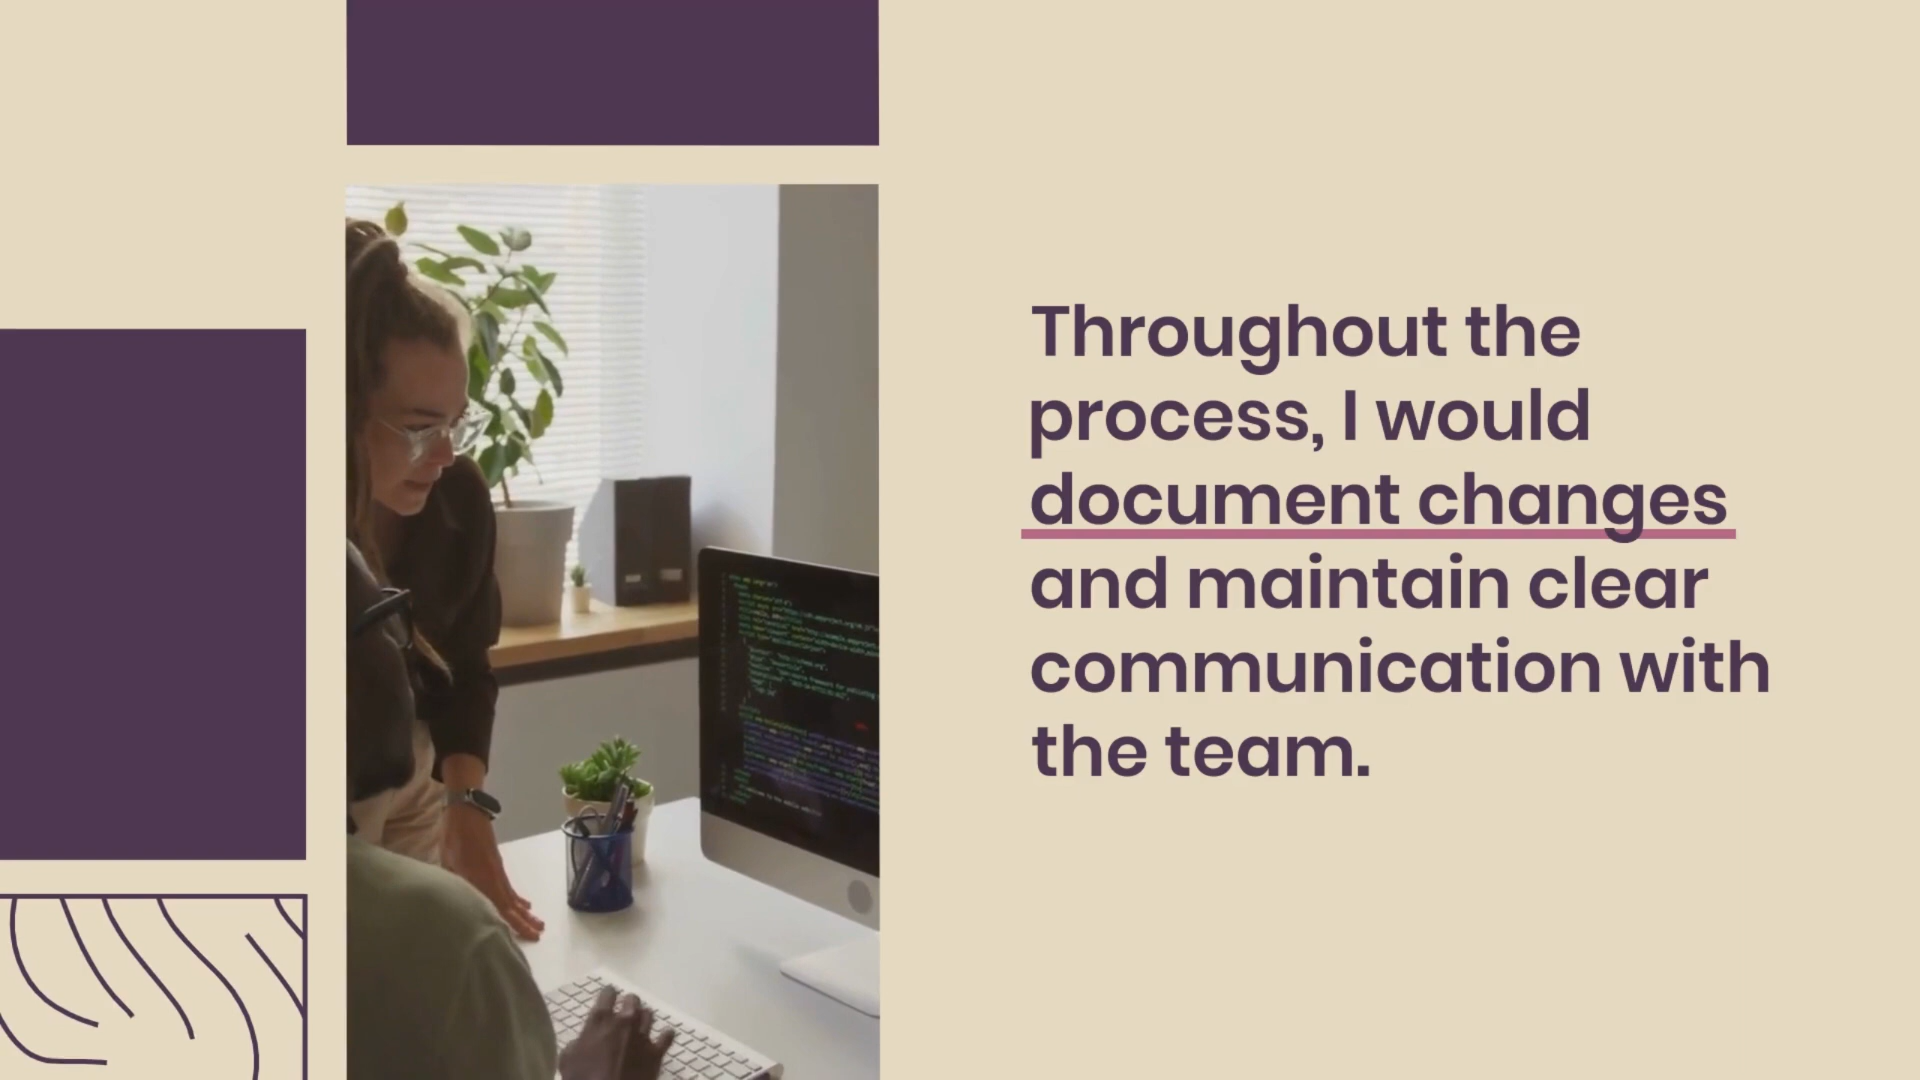 Throughout the
process, I would
document changes
and maintain clear
communication with
the team.